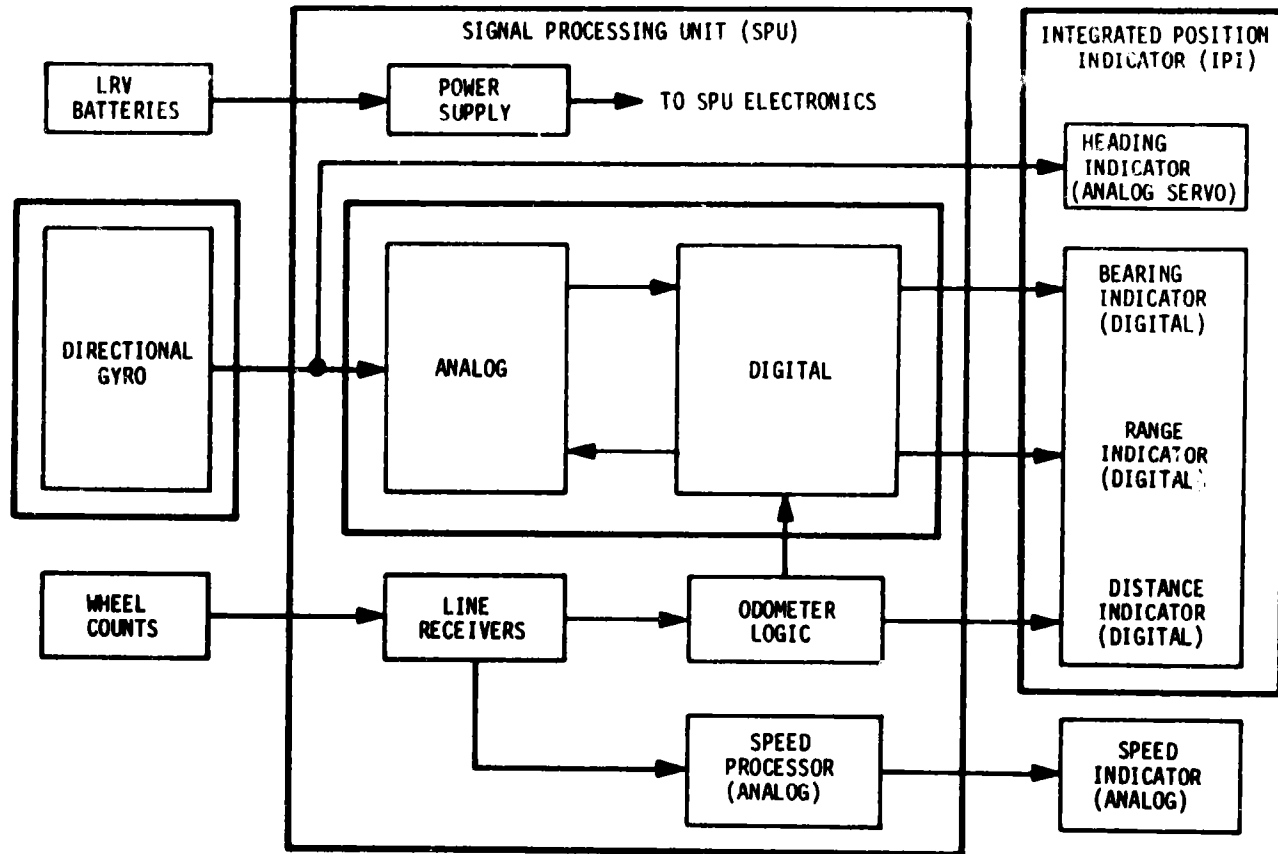 SIGNAL PROCESSING UNIT (SPU)
INTEGRATED POSITION
INDICATOR (IPI)
LRV
BATTERIES
POWER
SUPPLY
TO SPU ELECTRONICS
HEADING
INDICATOR
(ANALOG SERVO)
DIRECTIONAL
GYRO
ANALOG
DIGITAL
BEARING
INDICATOR
(DIGITAL)
RANGE
INDICATOR
(DIGITAL)
WHEEL
COUNTS
LINE
RECEIVERS
ODOMETER
LOGIC
DISTANCE
INDICATOR
(DIGITAL)
SPEED
PROCESSOR
(ANALOG)
SPEED
INDICATOR
(ANALOG)